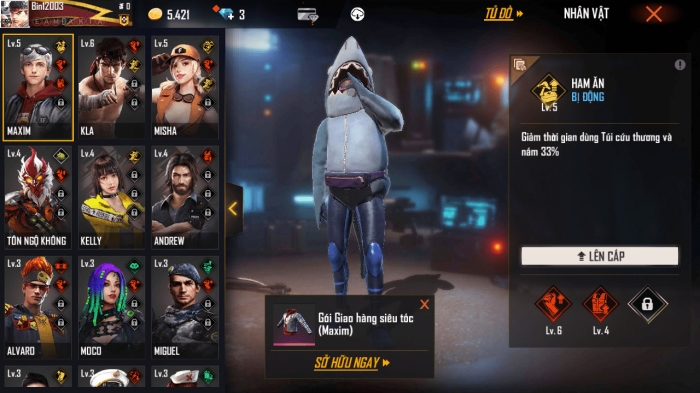 Bin12003
5.421
3
TỦ ĐỒ
NHÂN VẬT
Lv.5
MAXIM
Lv.6
KLA
Lv.5
MISHA
Lv.4
TÔN NGỘ KHÔNG
Lv.4
KELLY
Lv.4
ANDREW
Lv.3
ALVARO
Lv.3
MOCO
Lv.3
MIGUEL
Lv.3
Lv.3
Lv.3
Gói Giao hàng siêu tốc
(Maxim)
SỞ HỮU NGAY
HAM ĂN
BỊ ĐỘNG
Lv.5
Giảm thời gian dùng Túi cứu thương và
nấm 33%
LÊN CẤP
Lv. 6
Lv. 4